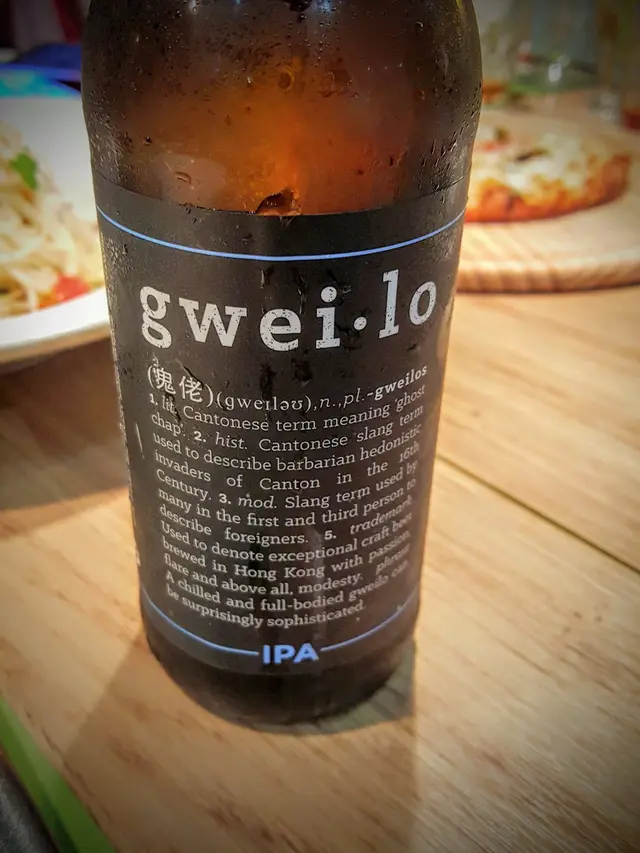 gwei·lo
(鬼佬)(gweɪləʊ),n.,pl.-gweilos
1. lit. Cantonese term meaning 'ghost
chap'. 2. hist. Cantonese slang term
used to describe barbarian hedonistic
invaders of Canton in the 16th
Century. 3. mod. Slang term used by
many in the first and third person to
describe foreigners. 5. trademark.
Used to denote exceptional craft beer
brewed in Hong Kong with passion,
flare and above all, modesty. phrase
A chilled and full-bodied gweilo can
be surprisingly sophisticated.
IPA